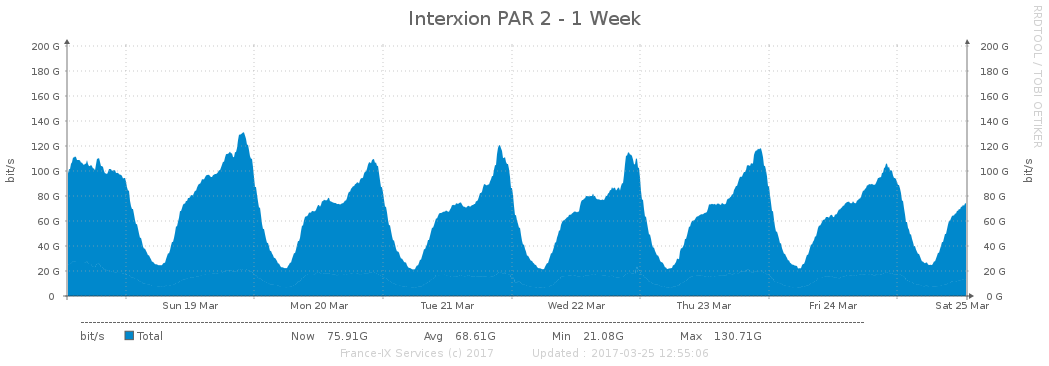 Interxion PAR 2 - 1 Week
RRDTOOL / TOBI OETIKER
200 G 200 G
180 G 180 G
160 G 160 G
140 G 140 G
120 G 120 G
100 G 100 G
80 G 80 G
60 G 60 G
40 G 40 G
20 G 20 G
0 0 G
bit/s
bit/s
Sun 19 Mar Mon 20 Mar Tue 21 Mar Wed 22 Mar Thu 23 Mar Fri 24 Mar Sat 25 Mar
bit/s Total Now 75.91G Avg 68.61G Min 21.08G Max 130.71G
France-IX Services (c) 2017 Updated : 2017-03-25 12:55:06